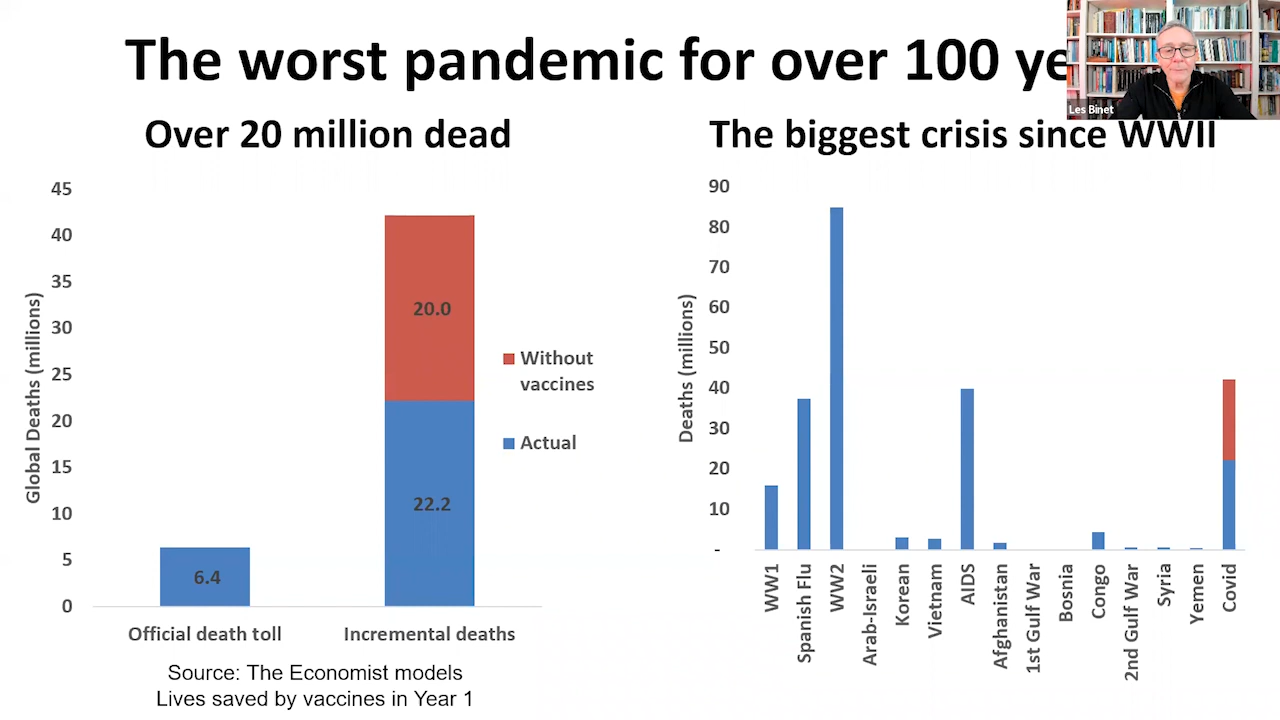 The worst pandemic for over 100 ye
Les Binet
Over 20 million dead
The biggest crisis since WWII
Global Deaths (millions)
45
40
35
30
25
20
15
10
5
0
20.0
22.2
6.4
Without
vaccines
Actual
Official death toll
Incremental deaths
Source: The Economist models
Lives saved by vaccines in Year 1
Deaths (millions)
90
80
70
60
50
40
30
20
10
-
WW1
Spanish Flu
WW2
Arab-Israeli
Korean
Vietnam
AIDS
Afghanistan
1st Gulf War
Bosnia
Congo
2nd Gulf War
Syria
Yemen
Covid